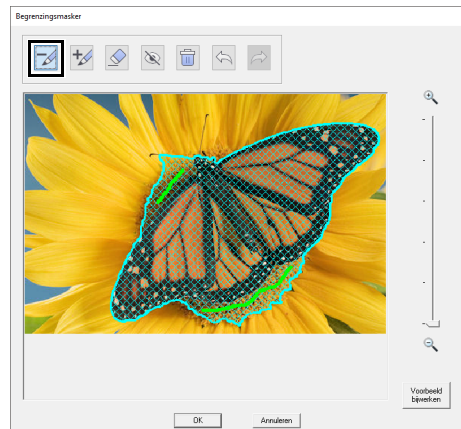 Begrenzingsmasker
Voorbeeld
bijwerken
OK
Annuleren